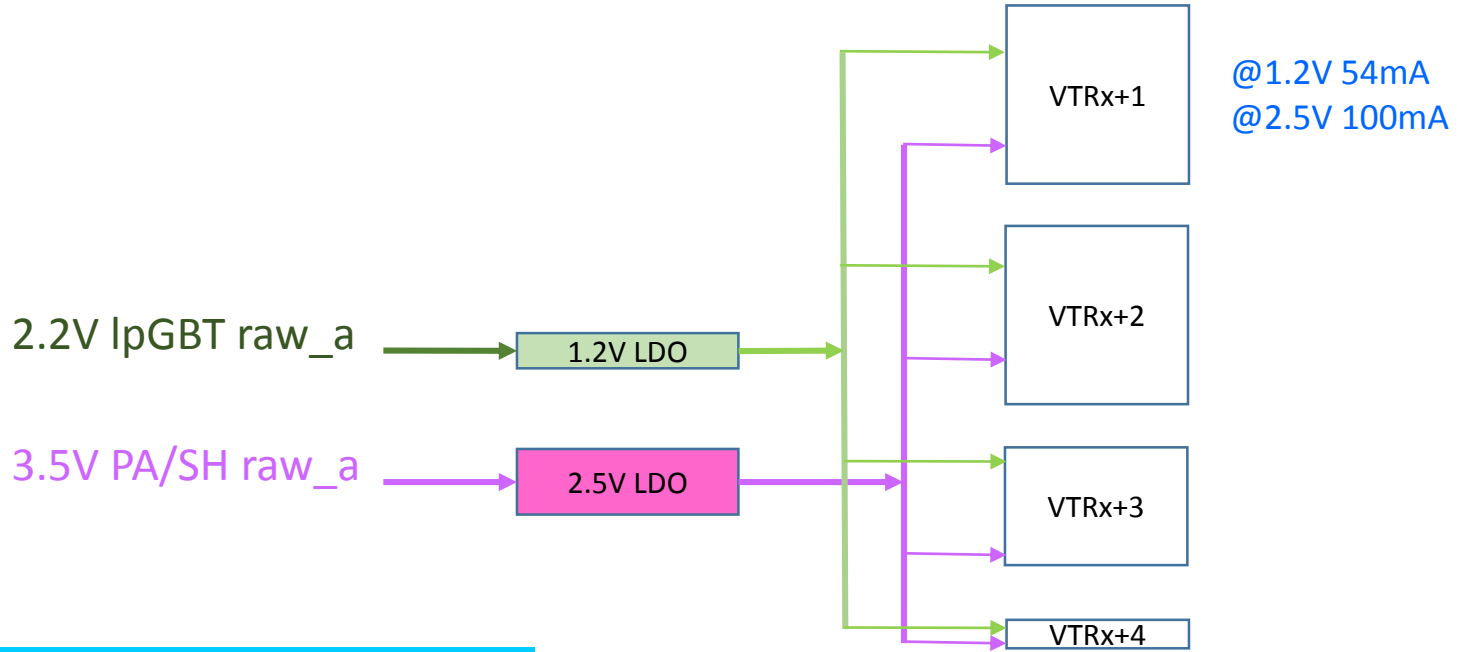 VTRx+1
@1.2V 54mA
@2.5V 100mA
VTRx+2
2.2V lpGBT raw_a
1.2V LDO
3.5V PA/SH raw_a
2.5V LDO
VTRx+3
VTRx+4